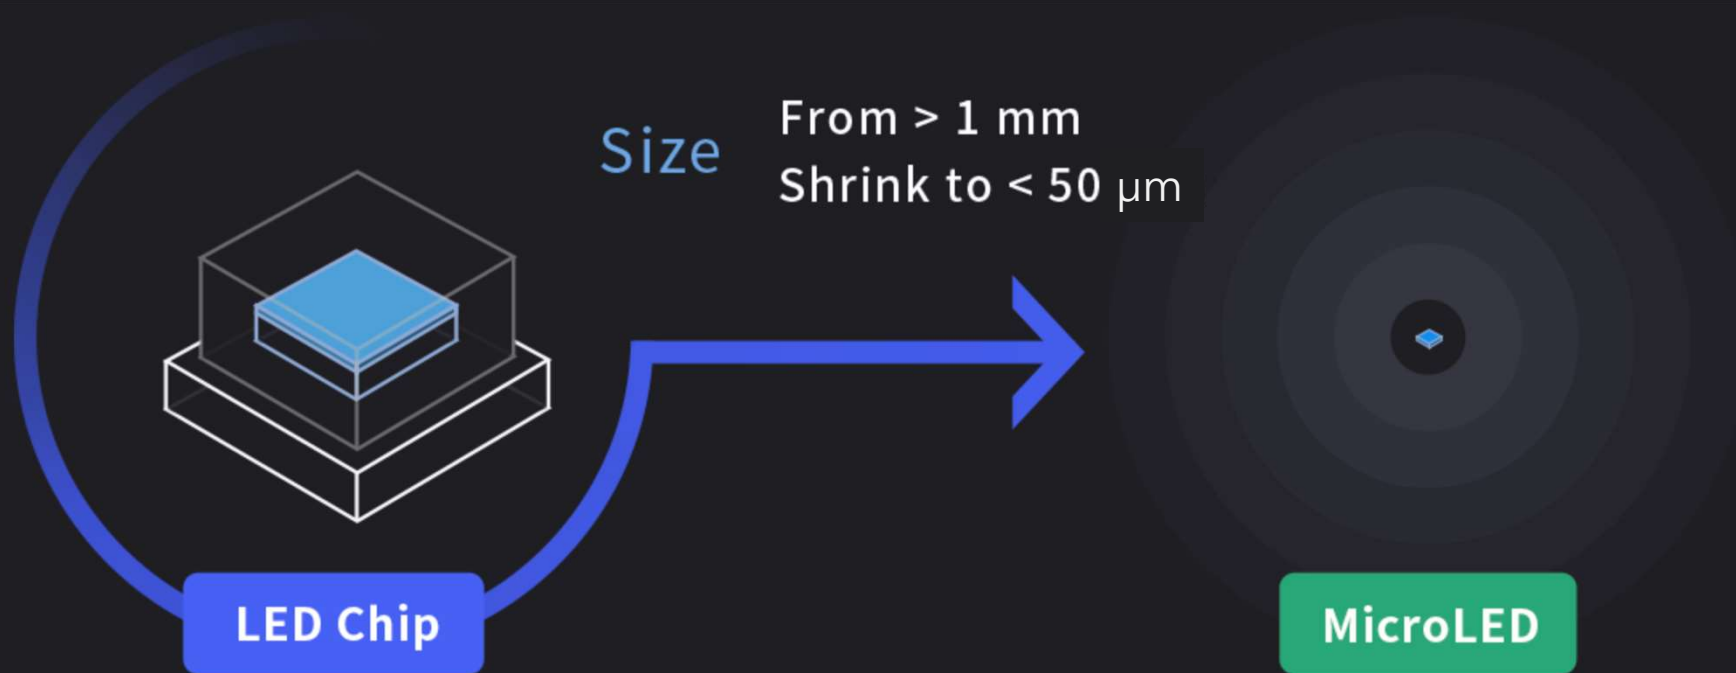 Size
From > 1 mm
Shrink to < 50 μm
LED Chip
MicroLED